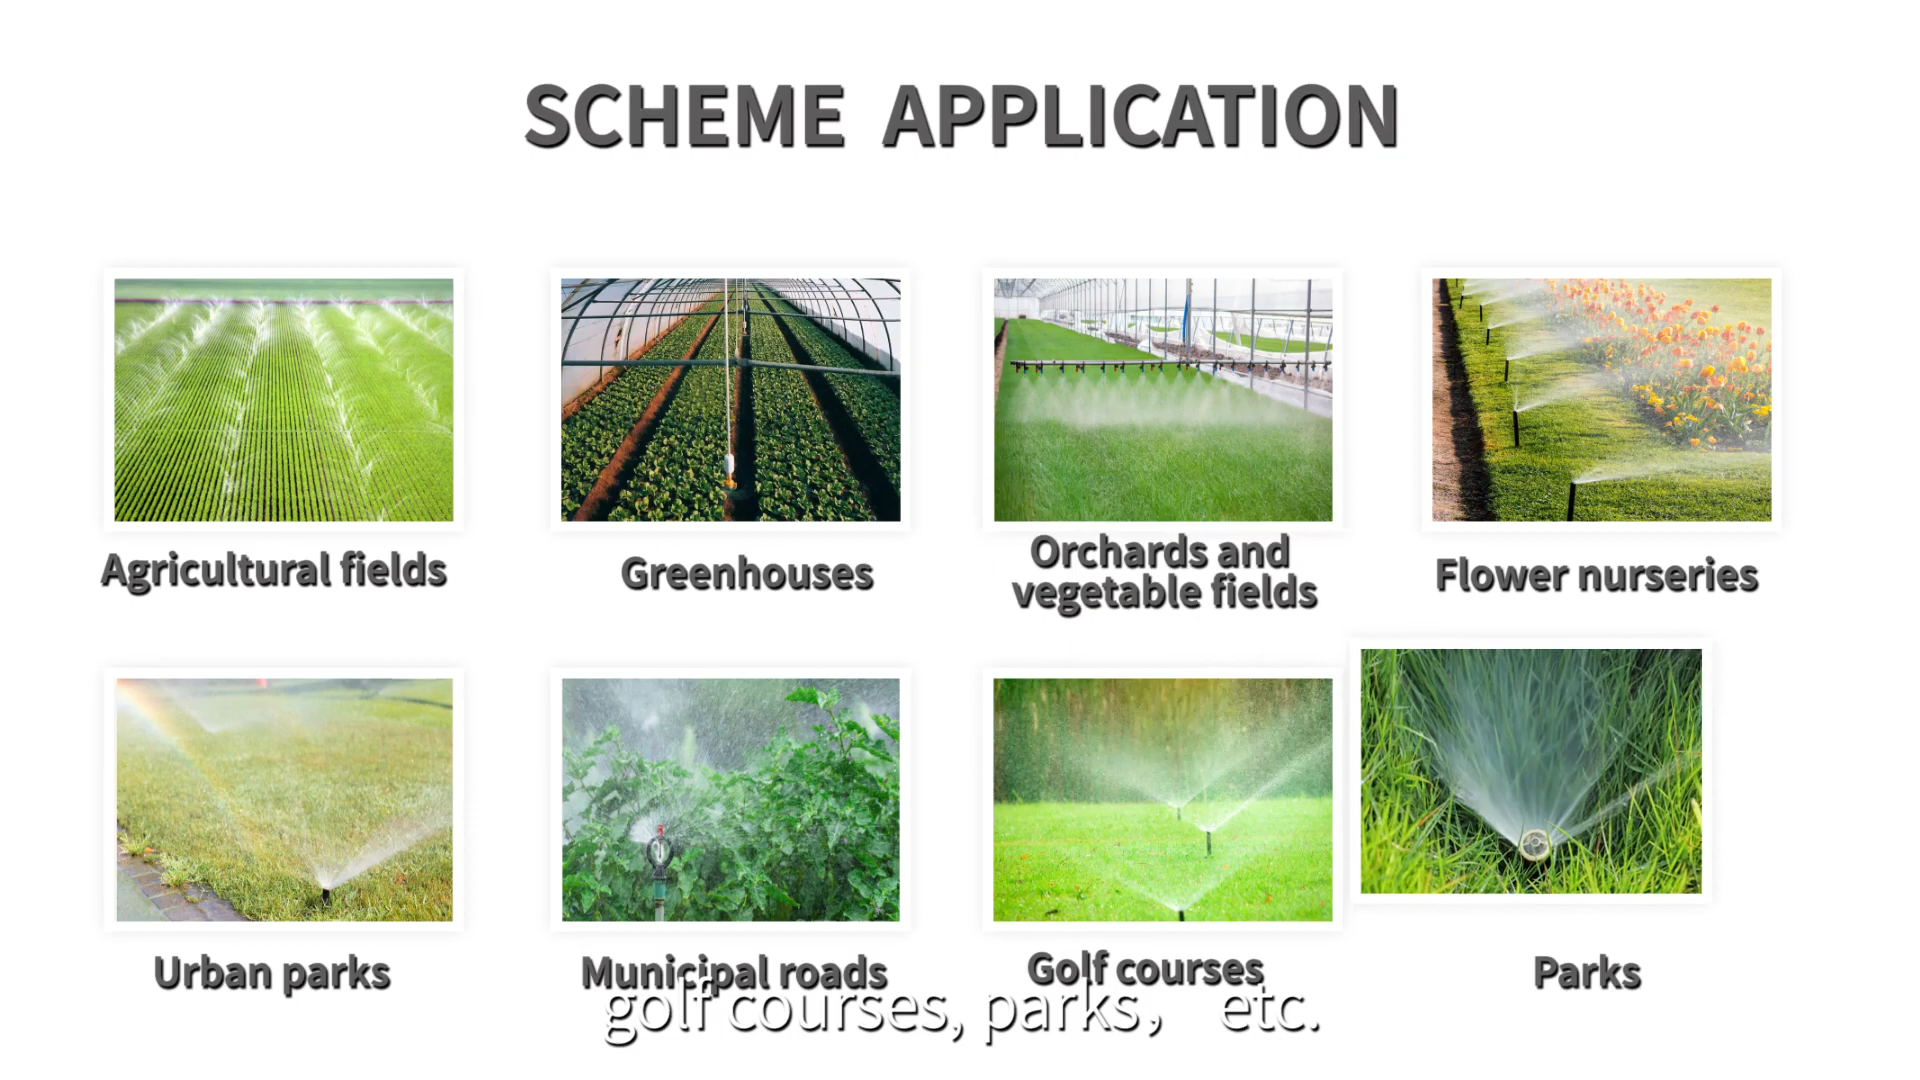 SCHEME APPLICATION
Agricultural fields
Greenhouses
Orchards and
vegetable fields
Flower nurseries
Urban parks
Municipal roads
Golf courses
Parks
golf courses, parks， etc.